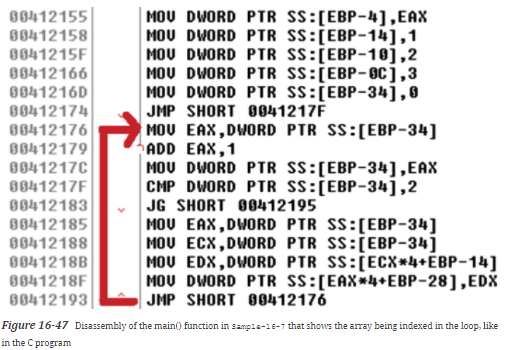 00412155 MOV DWORD PTR SS:[EBP-4],EAX
00412158 MOV DWORD PTR SS:[EBP-14],1
0041215F MOV DWORD PTR SS:[EBP-10],2
00412166 MOV DWORD PTR SS:[EBP-0C],3
0041216D MOV DWORD PTR SS:[EBP-34],0
00412174 JMP SHORT 0041217F
00412176 MOV EAX,DWORD PTR SS:[EBP-34]
00412179 ADD EAX,1
0041217C MOV DWORD PTR SS:[EBP-34],EAX
0041217F CMP DWORD PTR SS:[EBP-34],2
00412183 JG SHORT 00412195
00412185 MOV EAX,DWORD PTR SS:[EBP-34]
00412188 MOV ECX,DWORD PTR SS:[EBP-34]
0041218B MOV EDX,DWORD PTR SS:[ECX*4+EBP-14]
0041218F MOV DWORD PTR SS:[EAX*4+EBP-28],EDX
00412193 JMP SHORT 00412176
Figure 16-47 Disassembly of the main() function in sample-16-7 that shows the array being indexed in the loop, like
in the C program